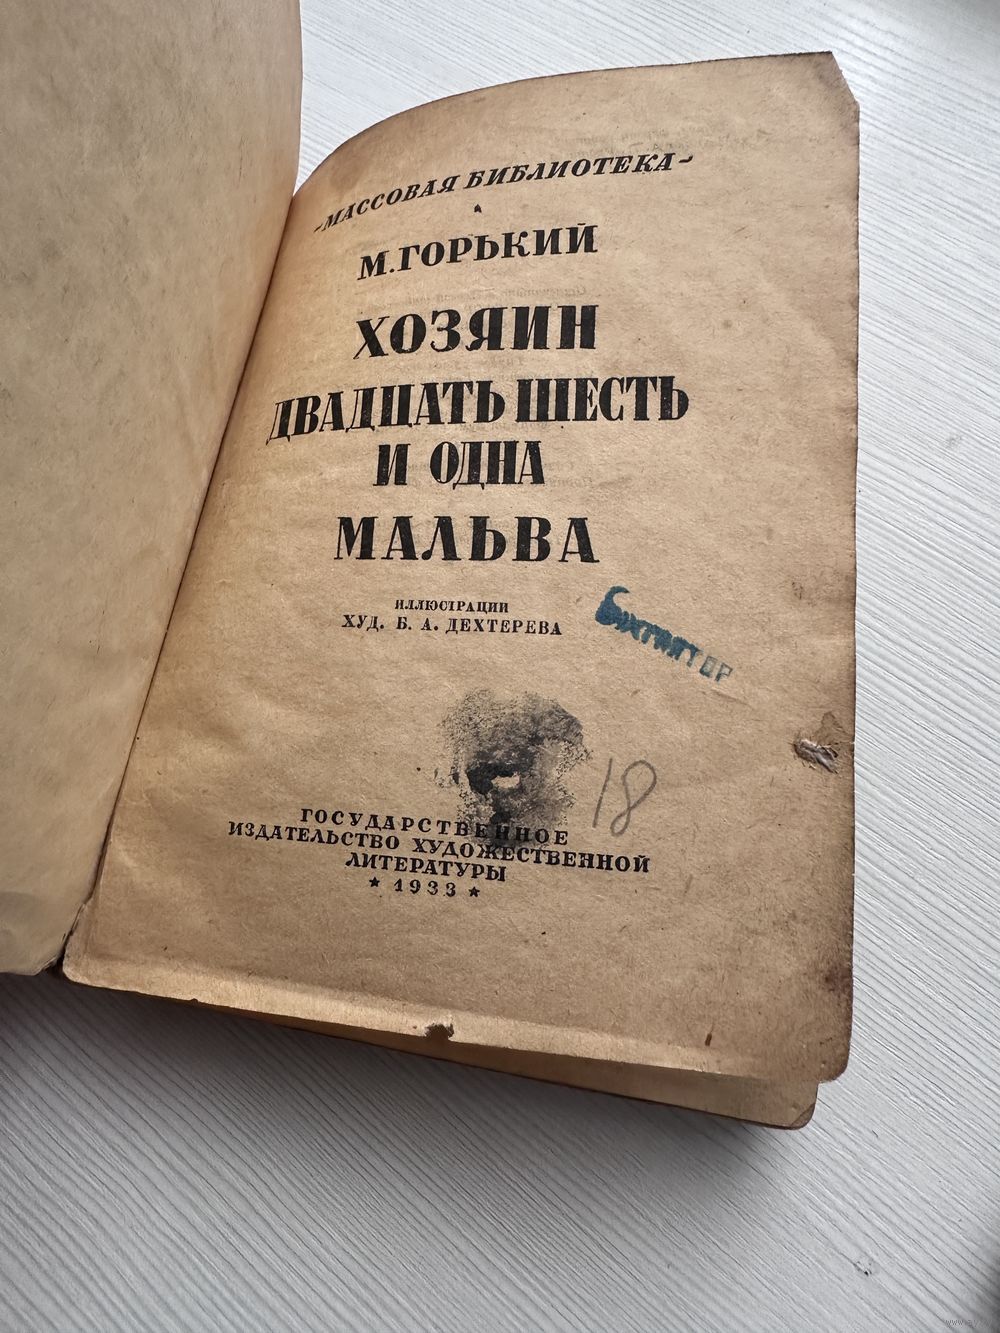 ~МАССОВАЯ БИБЛИОТЕКА~
М.ГОРЬКИЙ
ХОЗЯИН
ДВАДЦАТЬ ШЕСТЬ
И ОДНА
МАЛЬВА
ИЛЛЮСТРАЦИИ
ХУД. Б. А. ДЕХТЕРЕВА
18
ГОСУДАРСТВЕННОЕ
ИЗДАТЕЛЬСТВО ХУДОЖЕСТВЕННОЙ
ЛИТЕРАТУРЫ
★ 1933 ★